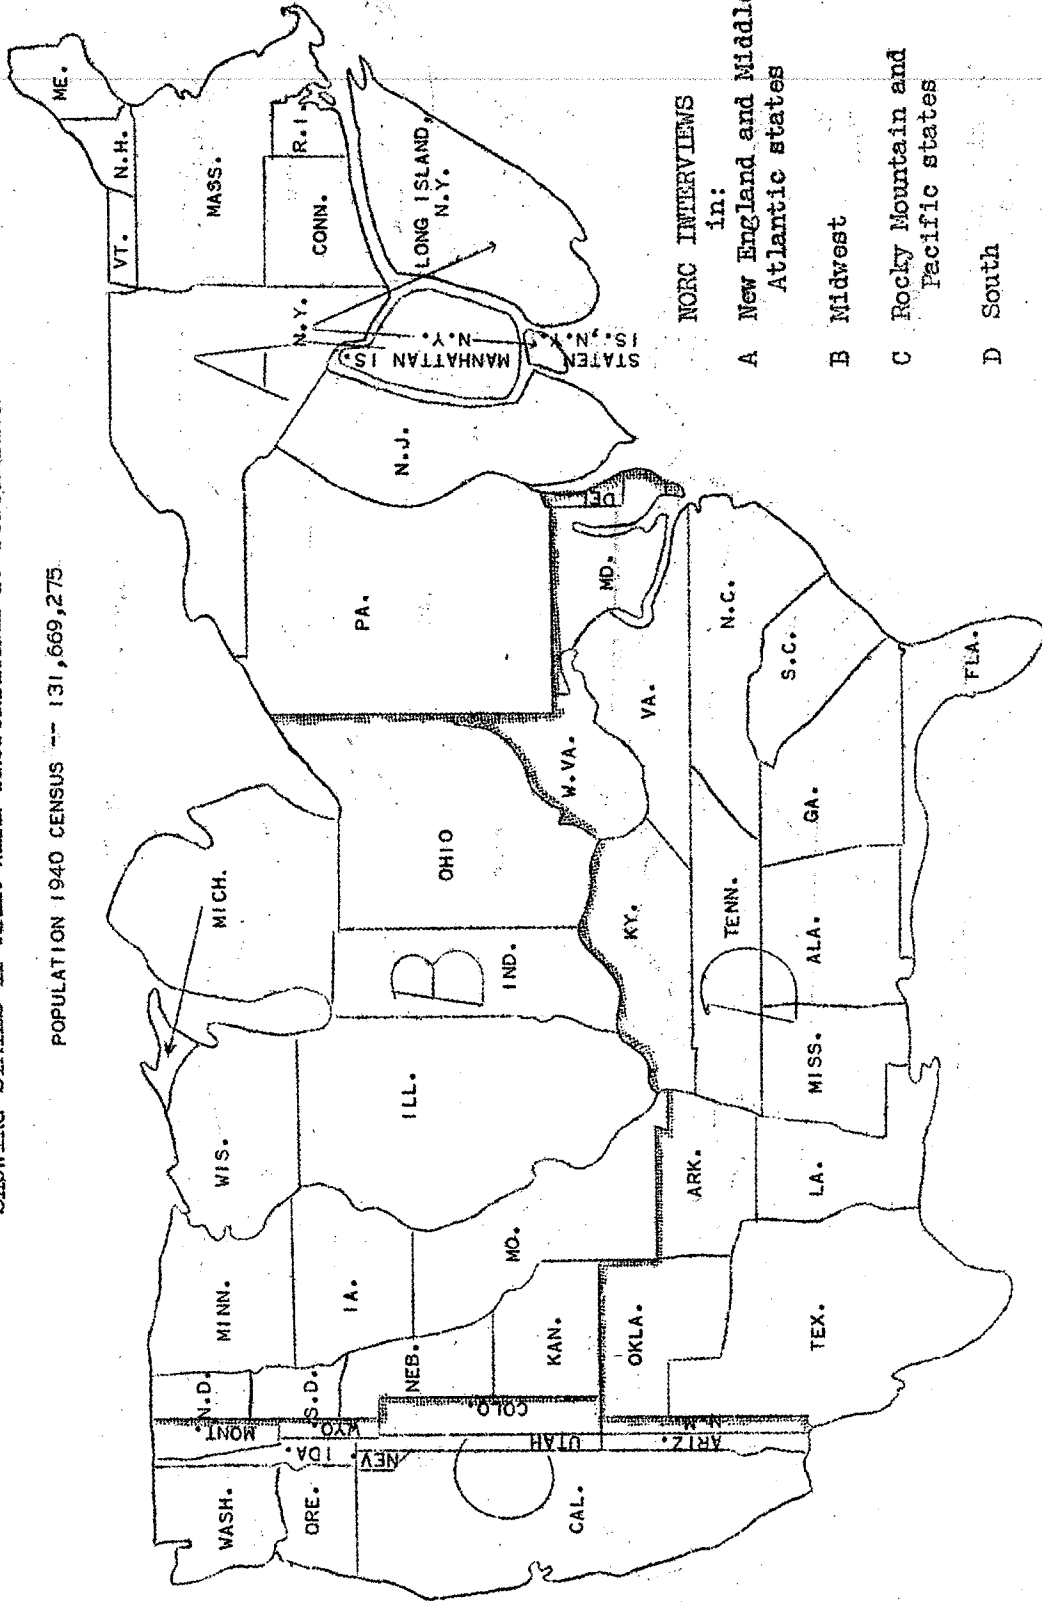 POPULATION 1940 CENSUS -- 131,669,275
ME.
VT.
N.H.
MASS.
R.I.
CONN.
N.Y.
LONG ISLAND,
N.Y.
MANHATTAN IS.
N.Y.
STATEN
IS., N.Y.
N.J.
PA.
DEL
MD.
MICH.
WIS.
MINN.
N.D.
MONT.
WASH.
ORE.
IDA.
WYO.
S.D.
IA.
ILL.
IND.
OHIO
W.VA.
VA.
NEB.
NEV
UTAH
COLO.
KAN.
MO.
KY.
N.C.
CAL.
ARIZ.
N.M.
OKLA.
ARK.
TENN.
S.C.
TEX.
LA.
MISS.
ALA.
GA.
FLA.
B
C
D
NORC INTERVIEWS
in:
A New England and Middle
Atlantic states
B Midwest
C Rocky Mountain and
Pacific states
D South